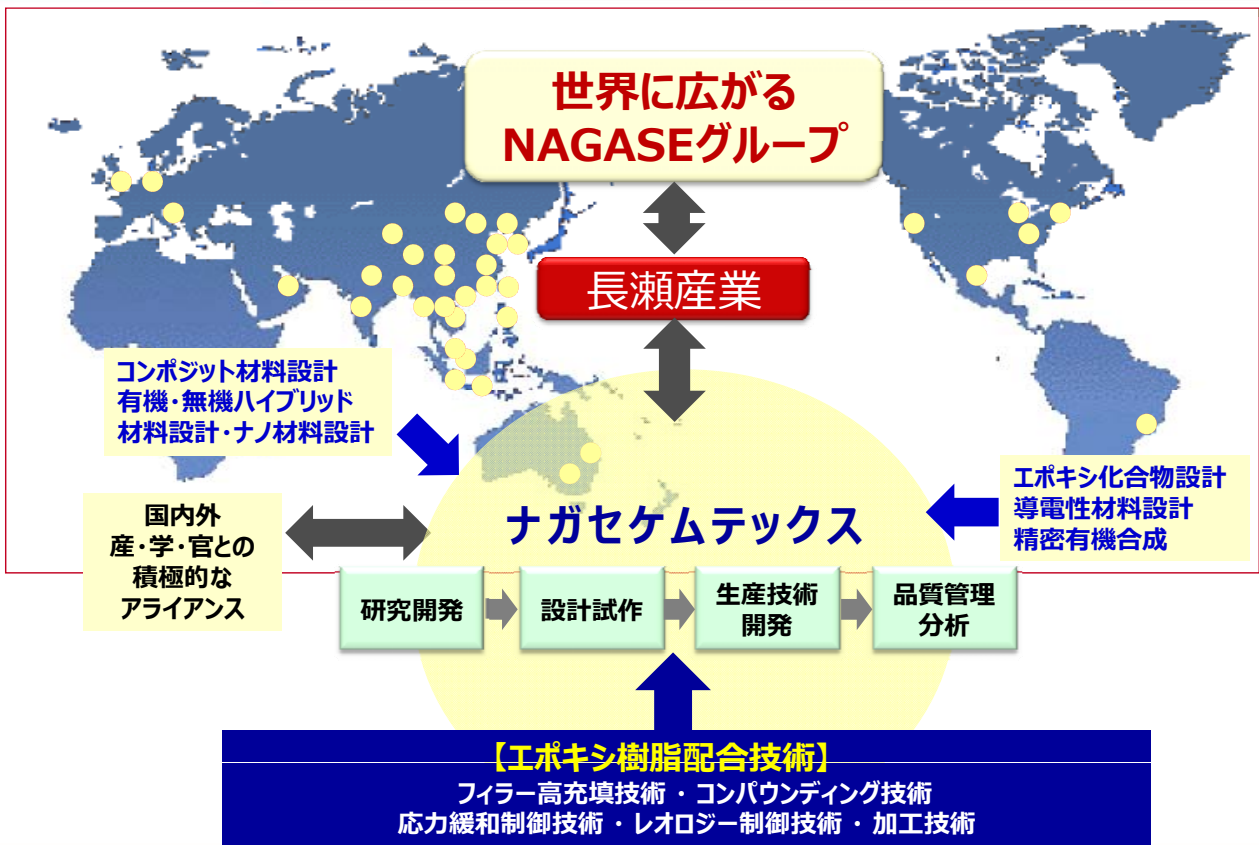 世界に広がる
NAGASEグループ
長瀬産業
コンポジット材料設計
有機・無機ハイブリッド
材料設計・ナノ材料設計
エポキシ化合物設計
導電性材料設計
精密有機合成
国内外
産・学・官との
積極的な
アライアンス
ナガセケムテックス
研究開発
設計試作
生産技術
開発
品質管理
分析
【エポキシ樹脂配合技術】
フィラー高充填技術 ・ コンパウンディング技術
応力緩和制御技術・ レオロジー制御技術 ・ 加工技術